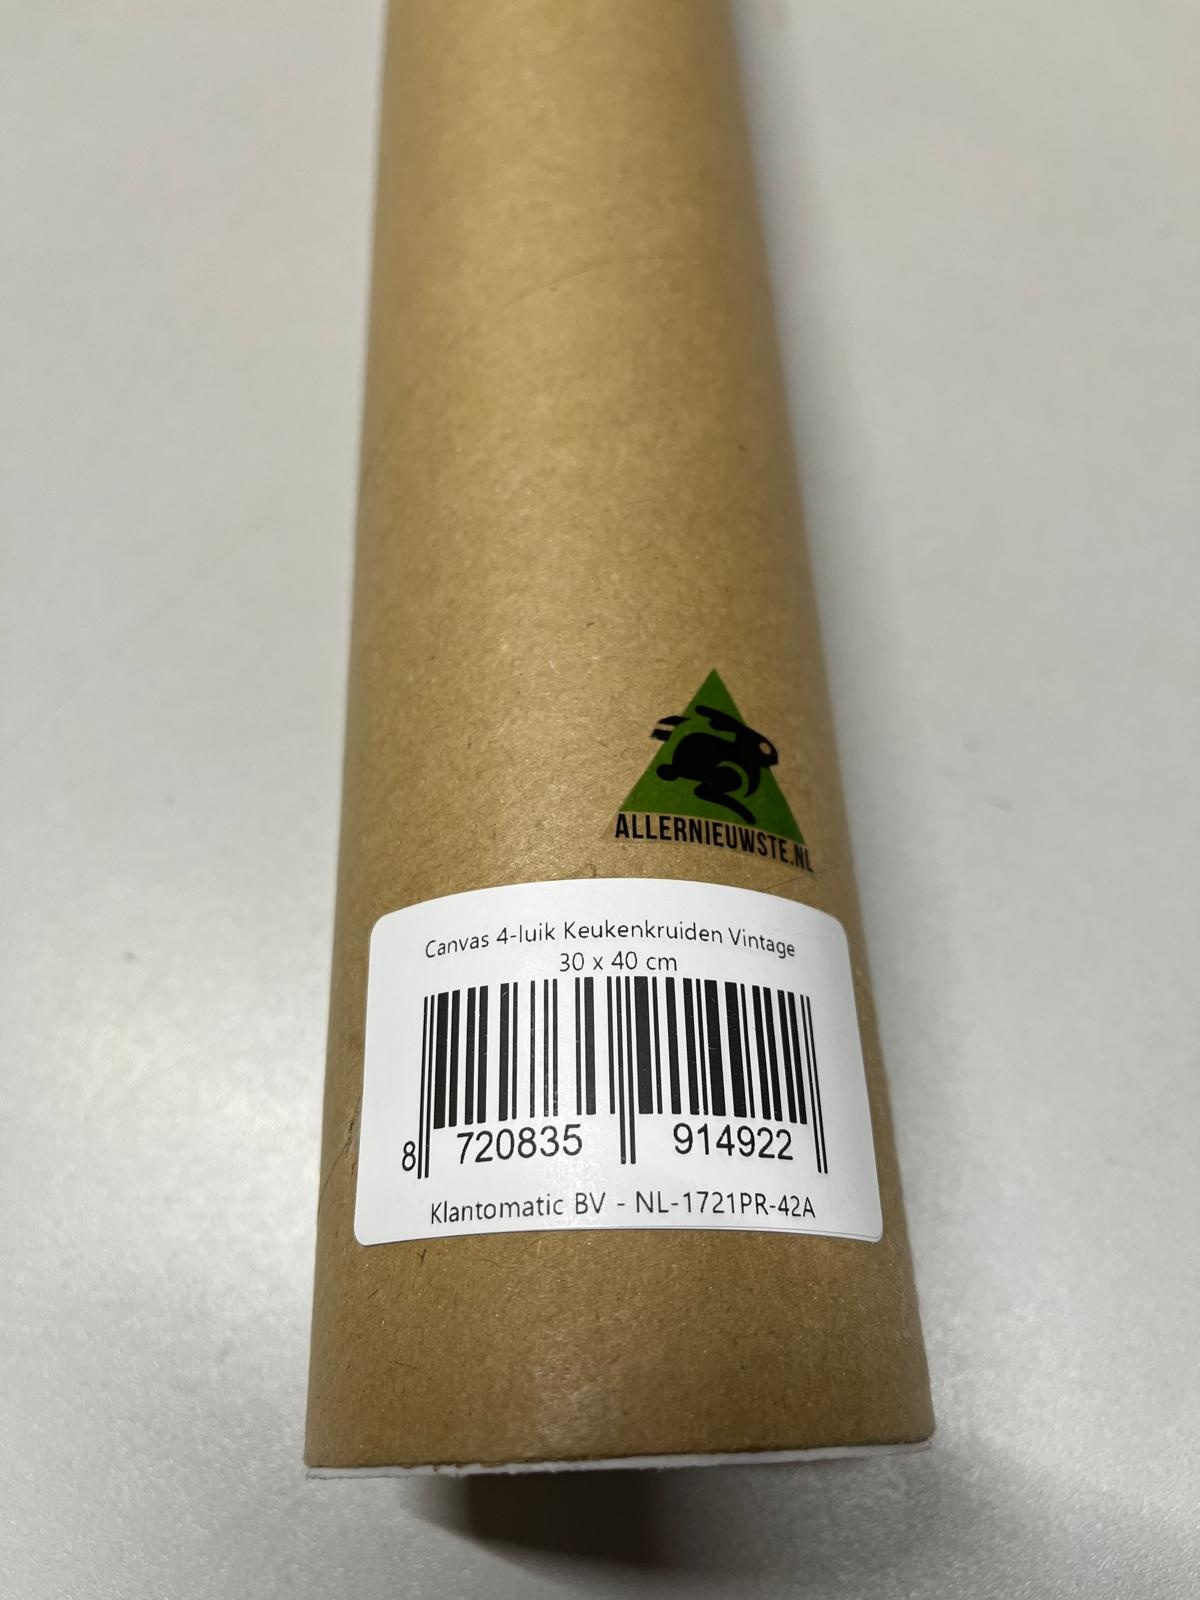 ALLERNIEUWSTE.NL
Canvas 4-luik Keukenkruiden Vintage
30 x 40 cm
8 720835 914922
Klantomatic BV - NL-1721PR-42A